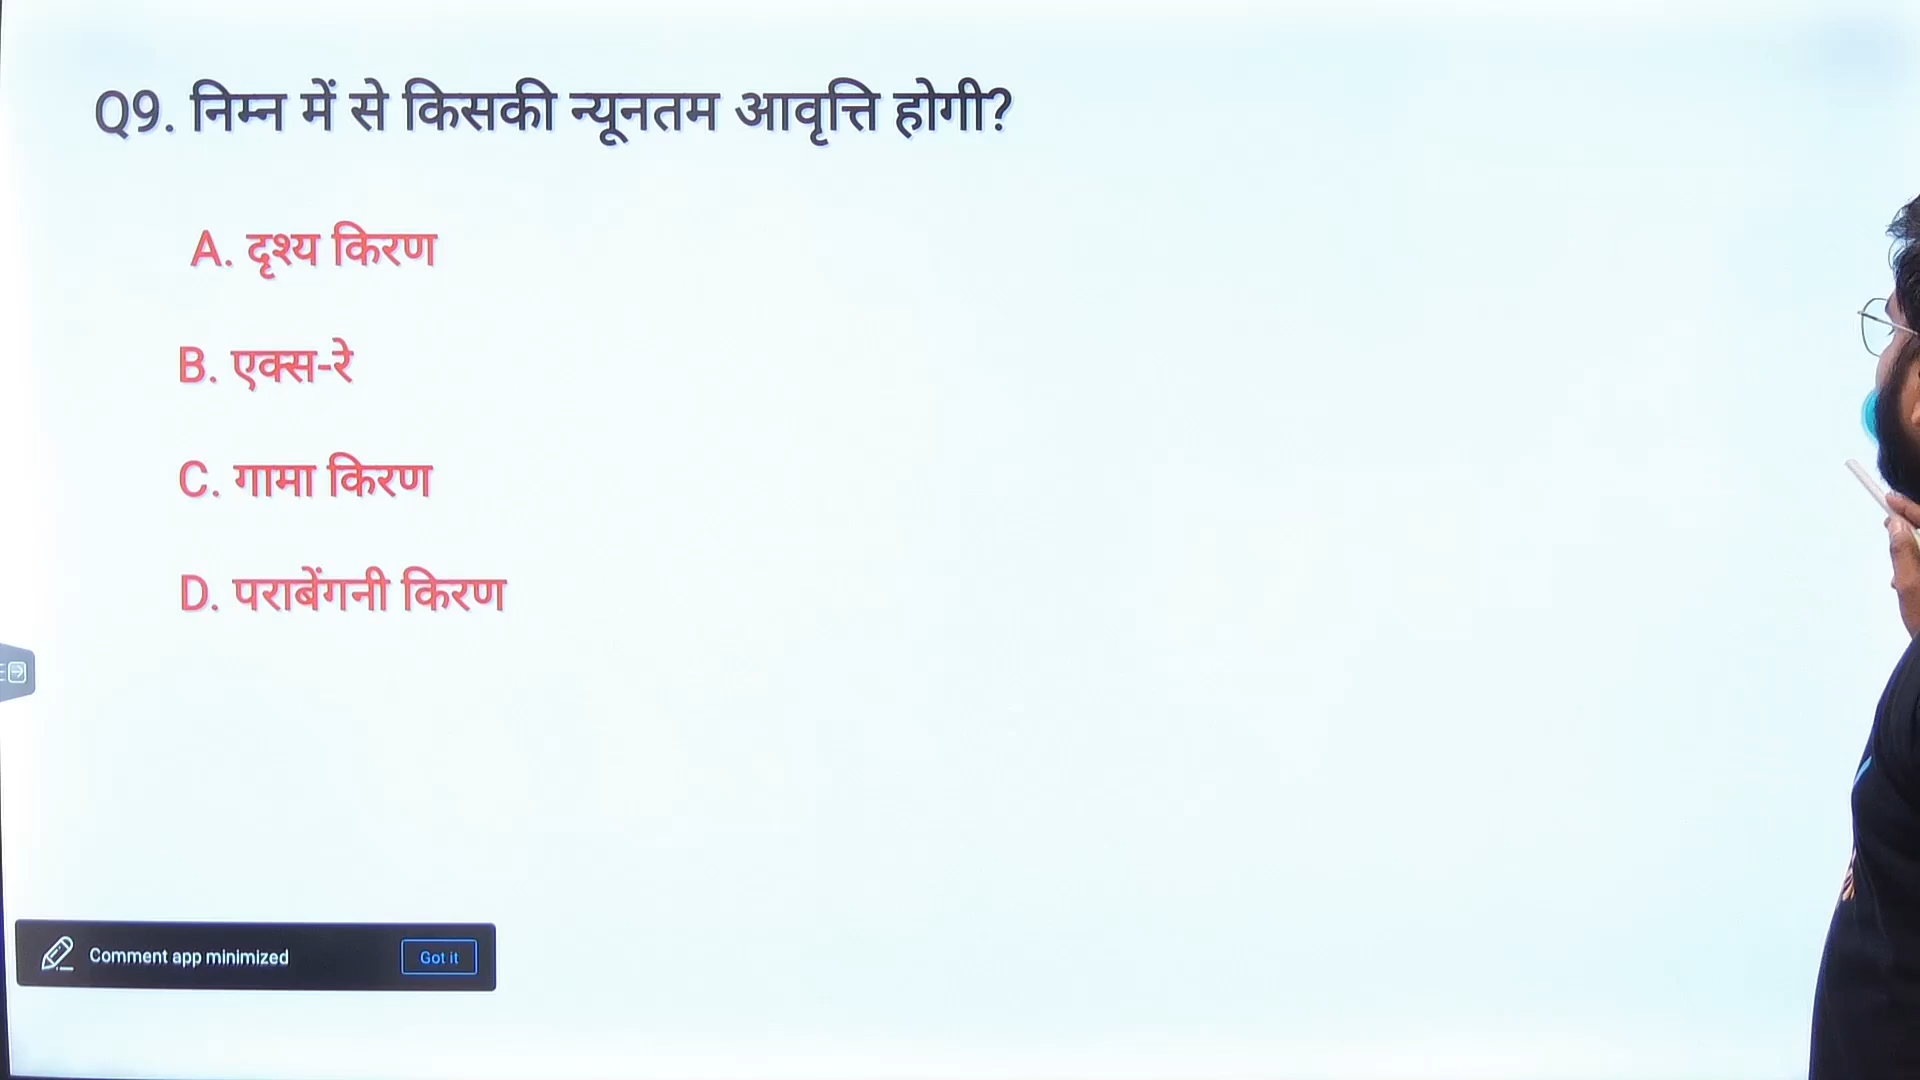 Q9. निम्न में से किसकी न्यूनतम आवृत्ति होगी?
A. दृश्य किरण
B. एक्स-रे
C. गामा किरण
D. पराबेंगनी किरण
Comment app minimized
Got it